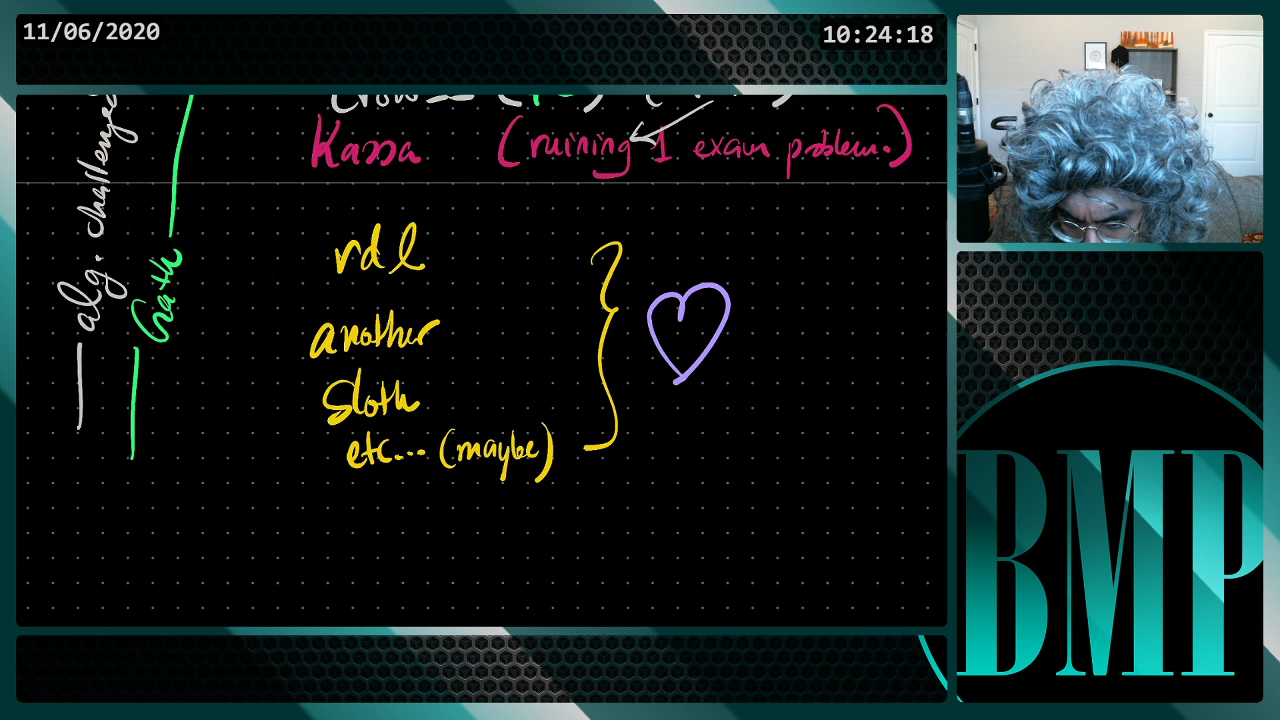 11/06/2020
10:24:18
Kassa (ruining 1 exam problem.)
alg. challenges
rdl
another
Sloth
etc... (maybe)
BMP